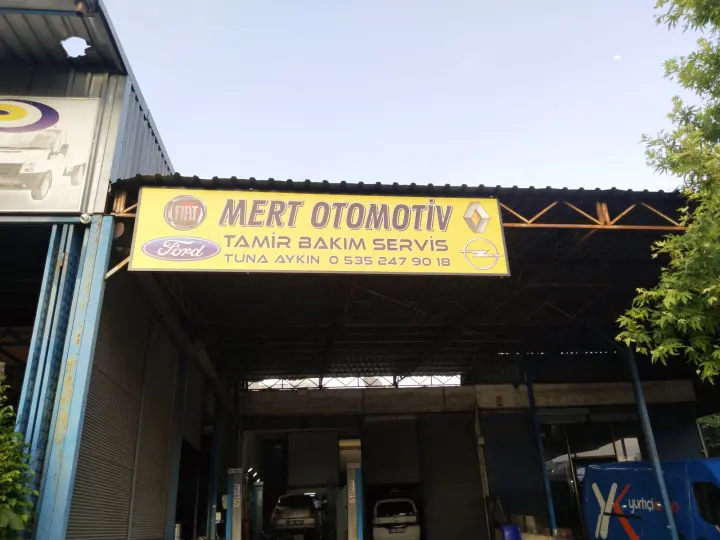 FIAT
MERT OTOMOTİV
Ford
TAMİR BAKIM SERVİS
TUNA AYKIN 0 535 247 90 18
yurtiçi